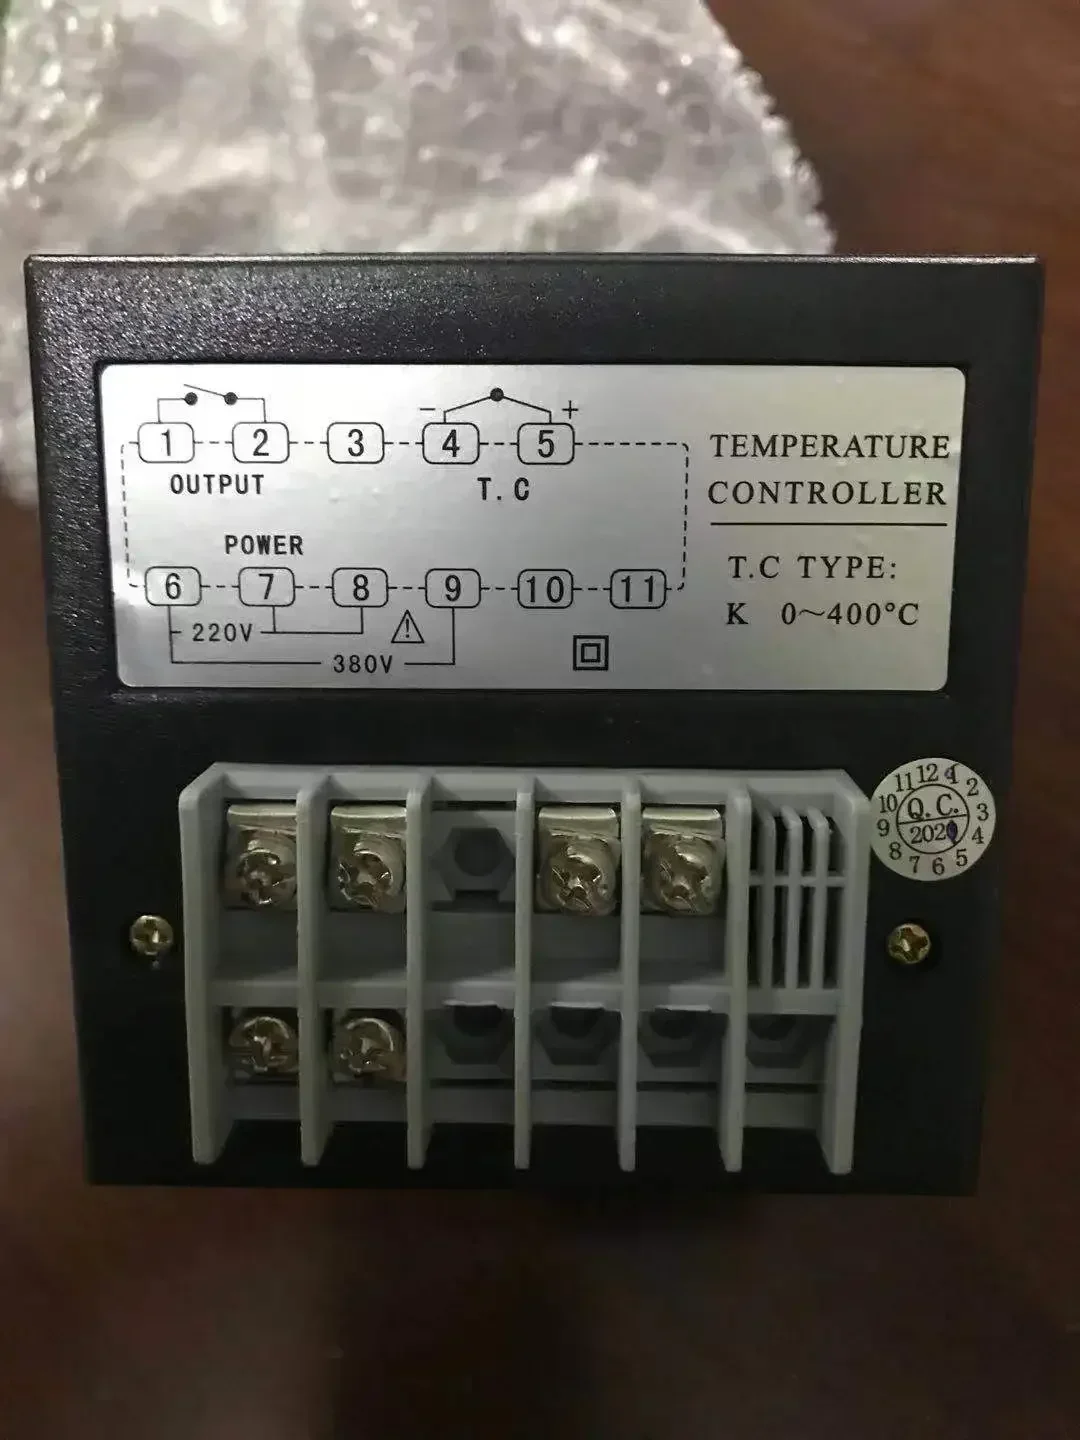 − +
1 2 3 4 5
OUTPUT T.C
POWER
6 7 8 9 10 11
220V
380V
TEMPERATURE
CONTROLLER
T.C TYPE:
K 0～400°C
11 12 1 2 3 4 5 6 7 8 9 10
Q.C.